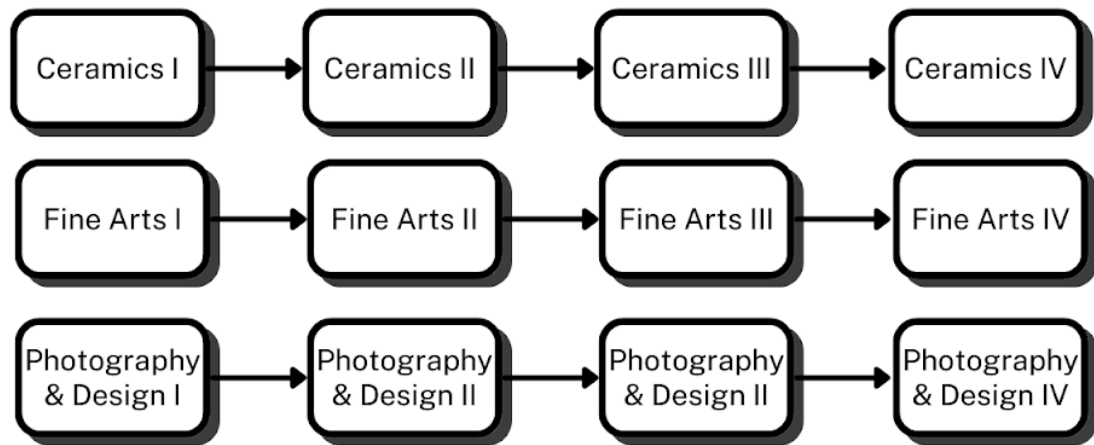 Ceramics I
Ceramics II
Ceramics III
Ceramics IV
Fine Arts I
Fine Arts II
Fine Arts III
Fine Arts IV
Photography
& Design I
Photography
& Design II
Photography
& Design II
Photography
& Design IV